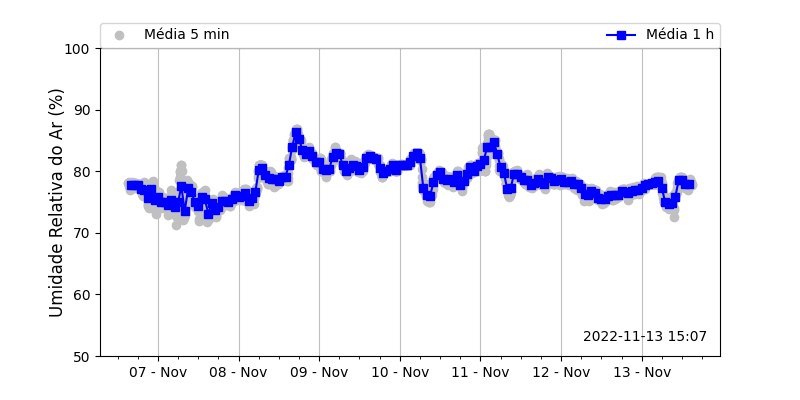 Média 5 min
Média 1 h
Umidade Relativa do Ar (%)
100
90
80
70
60
50
2022-11-13 15:07
07 - Nov
08 - Nov
09 - Nov
10 - Nov
11 - Nov
12 - Nov
13 - Nov